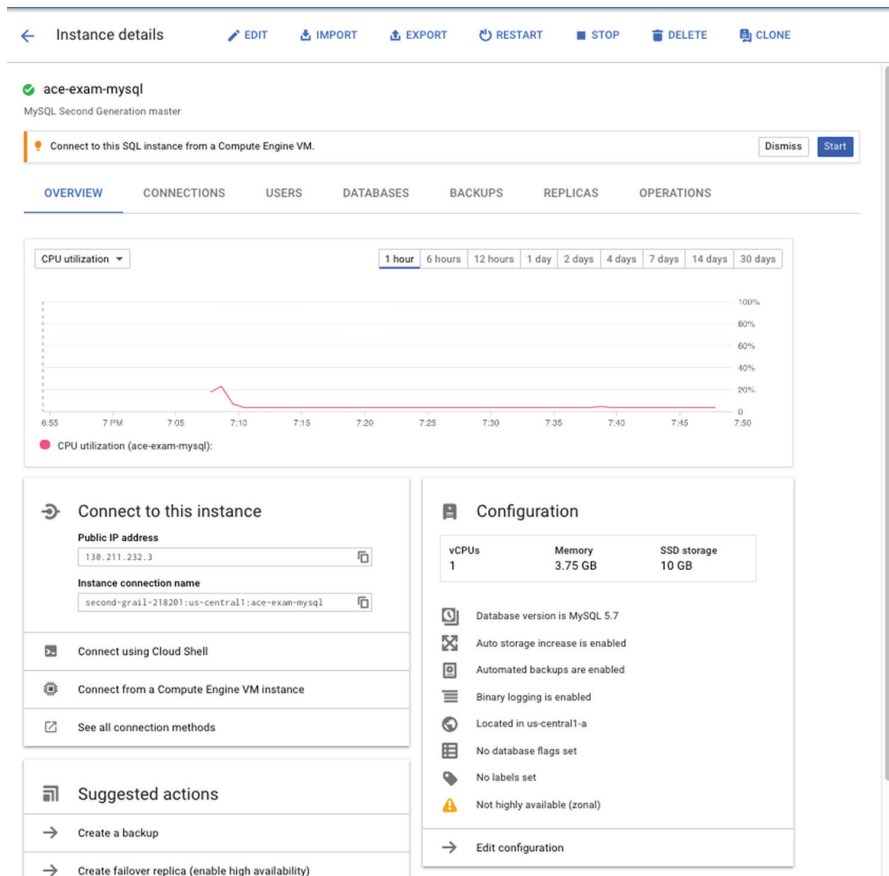 Instance details EDIT IMPORT EXPORT RESTART STOP DELETE CLONE
ace-exam-mysql
MySQL Second Generation master
Connect to this SQL instance from a Compute Engine VM. Dismiss Start
OVERVIEW CONNECTIONS USERS DATABASES BACKUPS REPLICAS OPERATIONS
CPU utilization 1 hour 6 hours 12 hours 1 day 2 days 4 days 7 days 14 days 30 days
100%
80%
60%
40%
20%
0
6:55 7 PM 7:05 7:10 7:15 7:20 7:25 7:30 7:35 7:40 7:45 7:50
CPU utilization (ace-exam-mysql):
Connect to this instance
Public IP address
130.211.232.3
Instance connection name
second-grail-218201:us-central1:ace-exam-mysql
Connect using Cloud Shell
Connect from a Compute Engine VM instance
See all connection methods
Suggested actions
Create a backup
Create failover replica (enable high availability)
Configuration
vCPUs Memory SSD storage
1 3.75 GB 10 GB
Database version is MySQL 5.7
Auto storage increase is enabled
Automated backups are enabled
Binary logging is enabled
Located in us-central1-a
No database flags set
No labels set
Not highly available (zonal)
Edit configuration